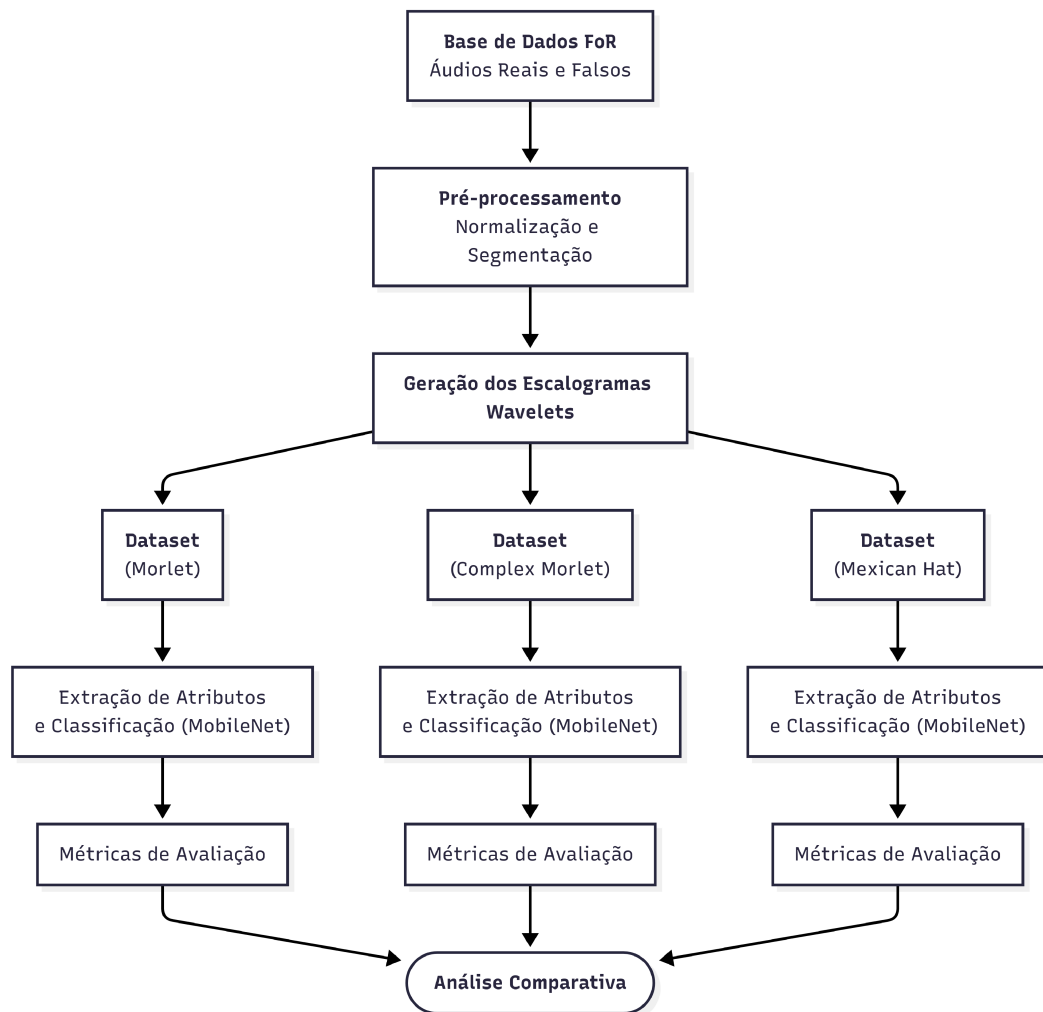 Base de Dados FoR
Áudios Reais e Falsos
Pré-processamento
Normalização e
Segmentação
Geração dos Escalogramas
Wavelets
Dataset
(Morlet)
Dataset
(Complex Morlet)
Dataset
(Mexican Hat)
Extração de Atributos
e Classificação (MobileNet)
Extração de Atributos
e Classificação (MobileNet)
Extração de Atributos
e Classificação (MobileNet)
Métricas de Avaliação
Métricas de Avaliação
Métricas de Avaliação
Análise Comparativa